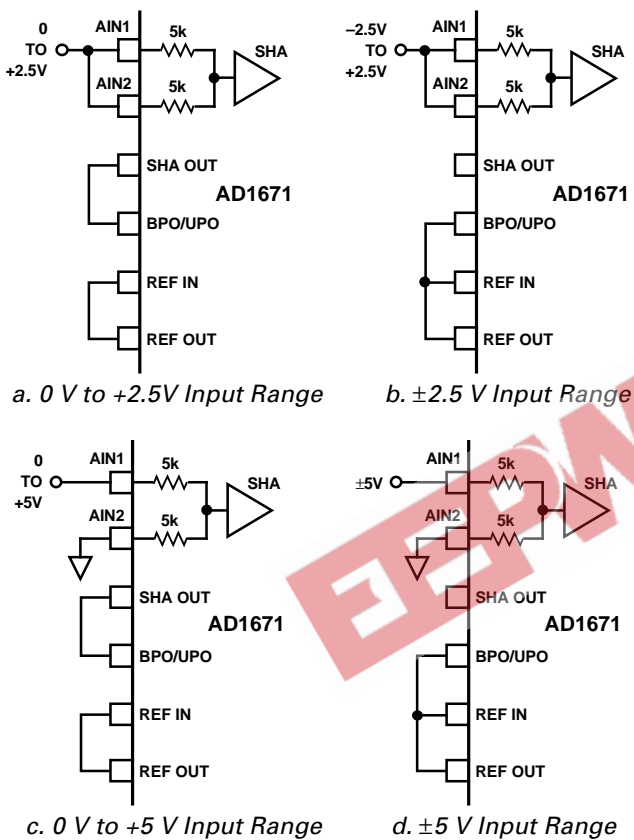 0
TO
+2.5V
AIN1
5k
SHA
AIN2
5k
SHA OUT
AD1671
BPO/UPO
REF IN
REF OUT
a. 0 V to +2.5V Input Range
–2.5V
TO
+2.5V
AIN1
5k
SHA
AIN2
5k
SHA OUT
AD1671
BPO/UPO
REF IN
REF OUT
b. ±2.5 V Input Range
0
TO
+5V
AIN1
5k
SHA
AIN2
5k
SHA OUT
AD1671
BPO/UPO
REF IN
REF OUT
c. 0 V to +5 V Input Range
±5V
AIN1
5k
SHA
AIN2
5k
SHA OUT
AD1671
BPO/UPO
REF IN
REF OUT
d. ±5 V Input Range
EEPW